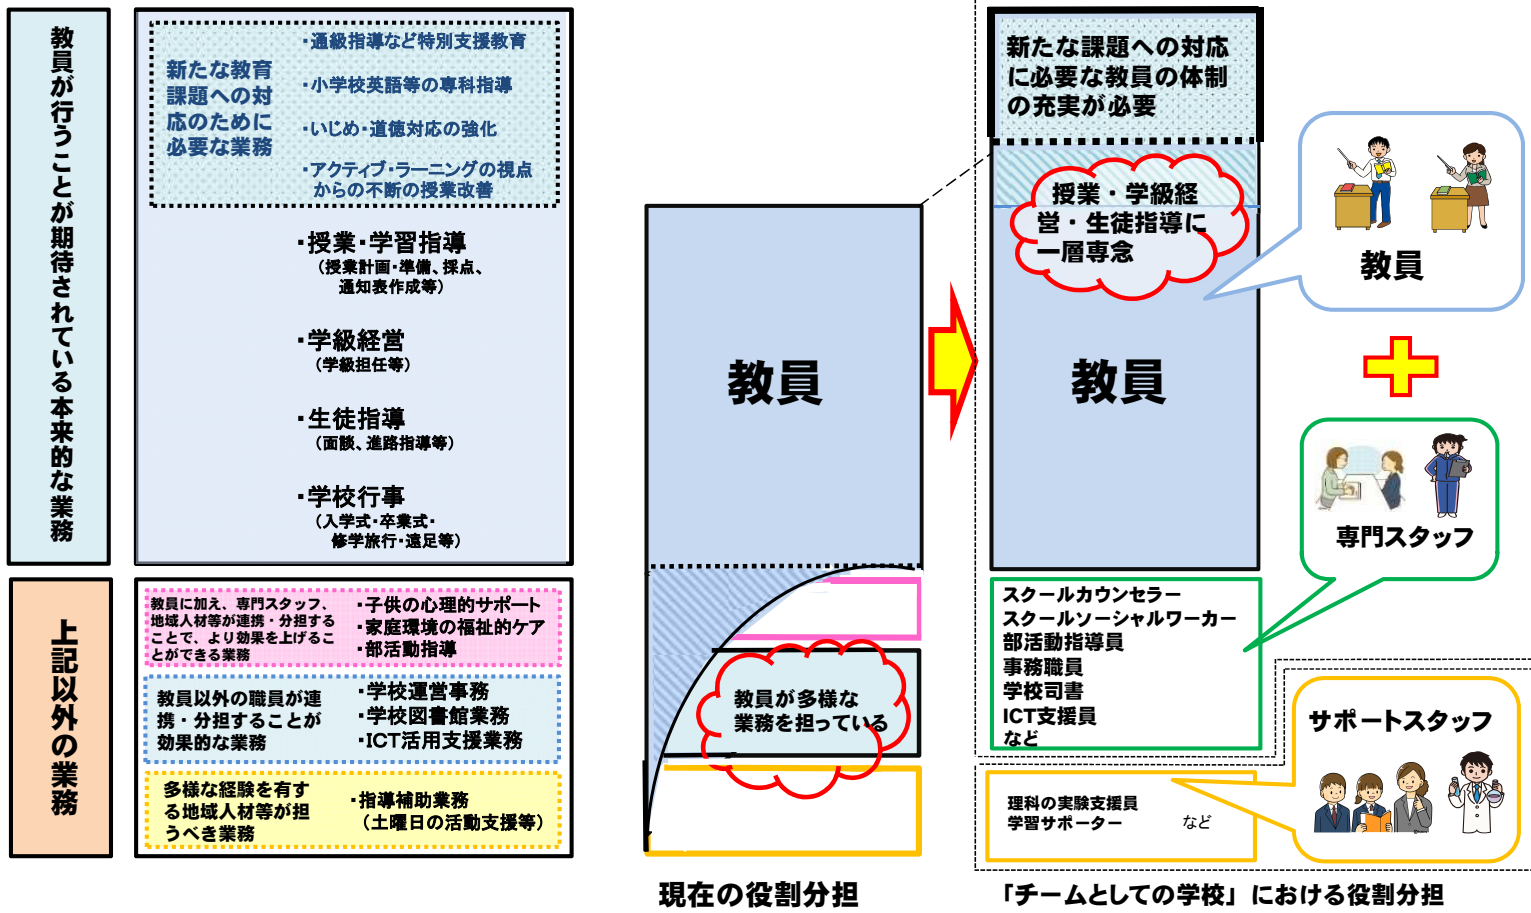 教員が行うことが期待されている本来的な業務
新たな教育
課題への対
応のために
必要な業務
・通級指導など特別支援教育
・小学校英語等の専科指導
・いじめ・道徳対応の強化
・アクティブ・ラーニングの視点
からの不断の授業改善
・授業・学習指導
（授業計画・準備、採点、
通知表作成等）
・学級経営
（学級担任等）
・生徒指導
（面談、進路指導等）
・学校行事
（入学式・卒業式・
修学旅行・遠足等）
上記以外の業務
教員に加え、専門スタッフ、
地域人材等が連携・分担する
ことで、より効果を上げるこ
とができる業務
・子供の心理的サポート
・家庭環境の福祉的ケア
・部活動指導
教員以外の職員が連
携・分担することが
効果的な業務
・学校運営事務
・学校図書館業務
・ICT活用支援業務
多様な経験を有す
る地域人材等が担
うべき業務
・指導補助業務
（土曜日の活動支援等）
教員
教員が多様な
業務を担っている
現在の役割分担
新たな課題への対応
に必要な教員の体制
の充実が必要
授業・学級経
営・生徒指導に
一層専念
教員
スクールカウンセラー
スクールソーシャルワーカー
部活動指導員
事務職員
学校司書
ICT支援員
など
理科の実験支援員
学習サポーター　など
「チームとしての学校」における役割分担
教員
専門スタッフ
サポートスタッフ